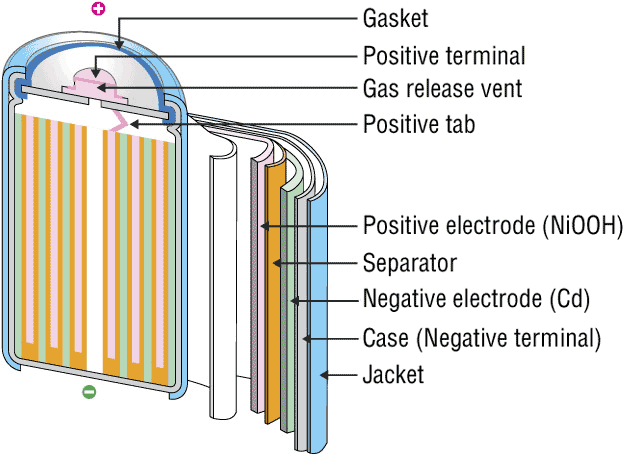 Gasket
Positive terminal
Gas release vent
Positive tab
Positive electrode (NiOOH)
Separator
Negative electrode (Cd)
Case (Negative terminal)
Jacket